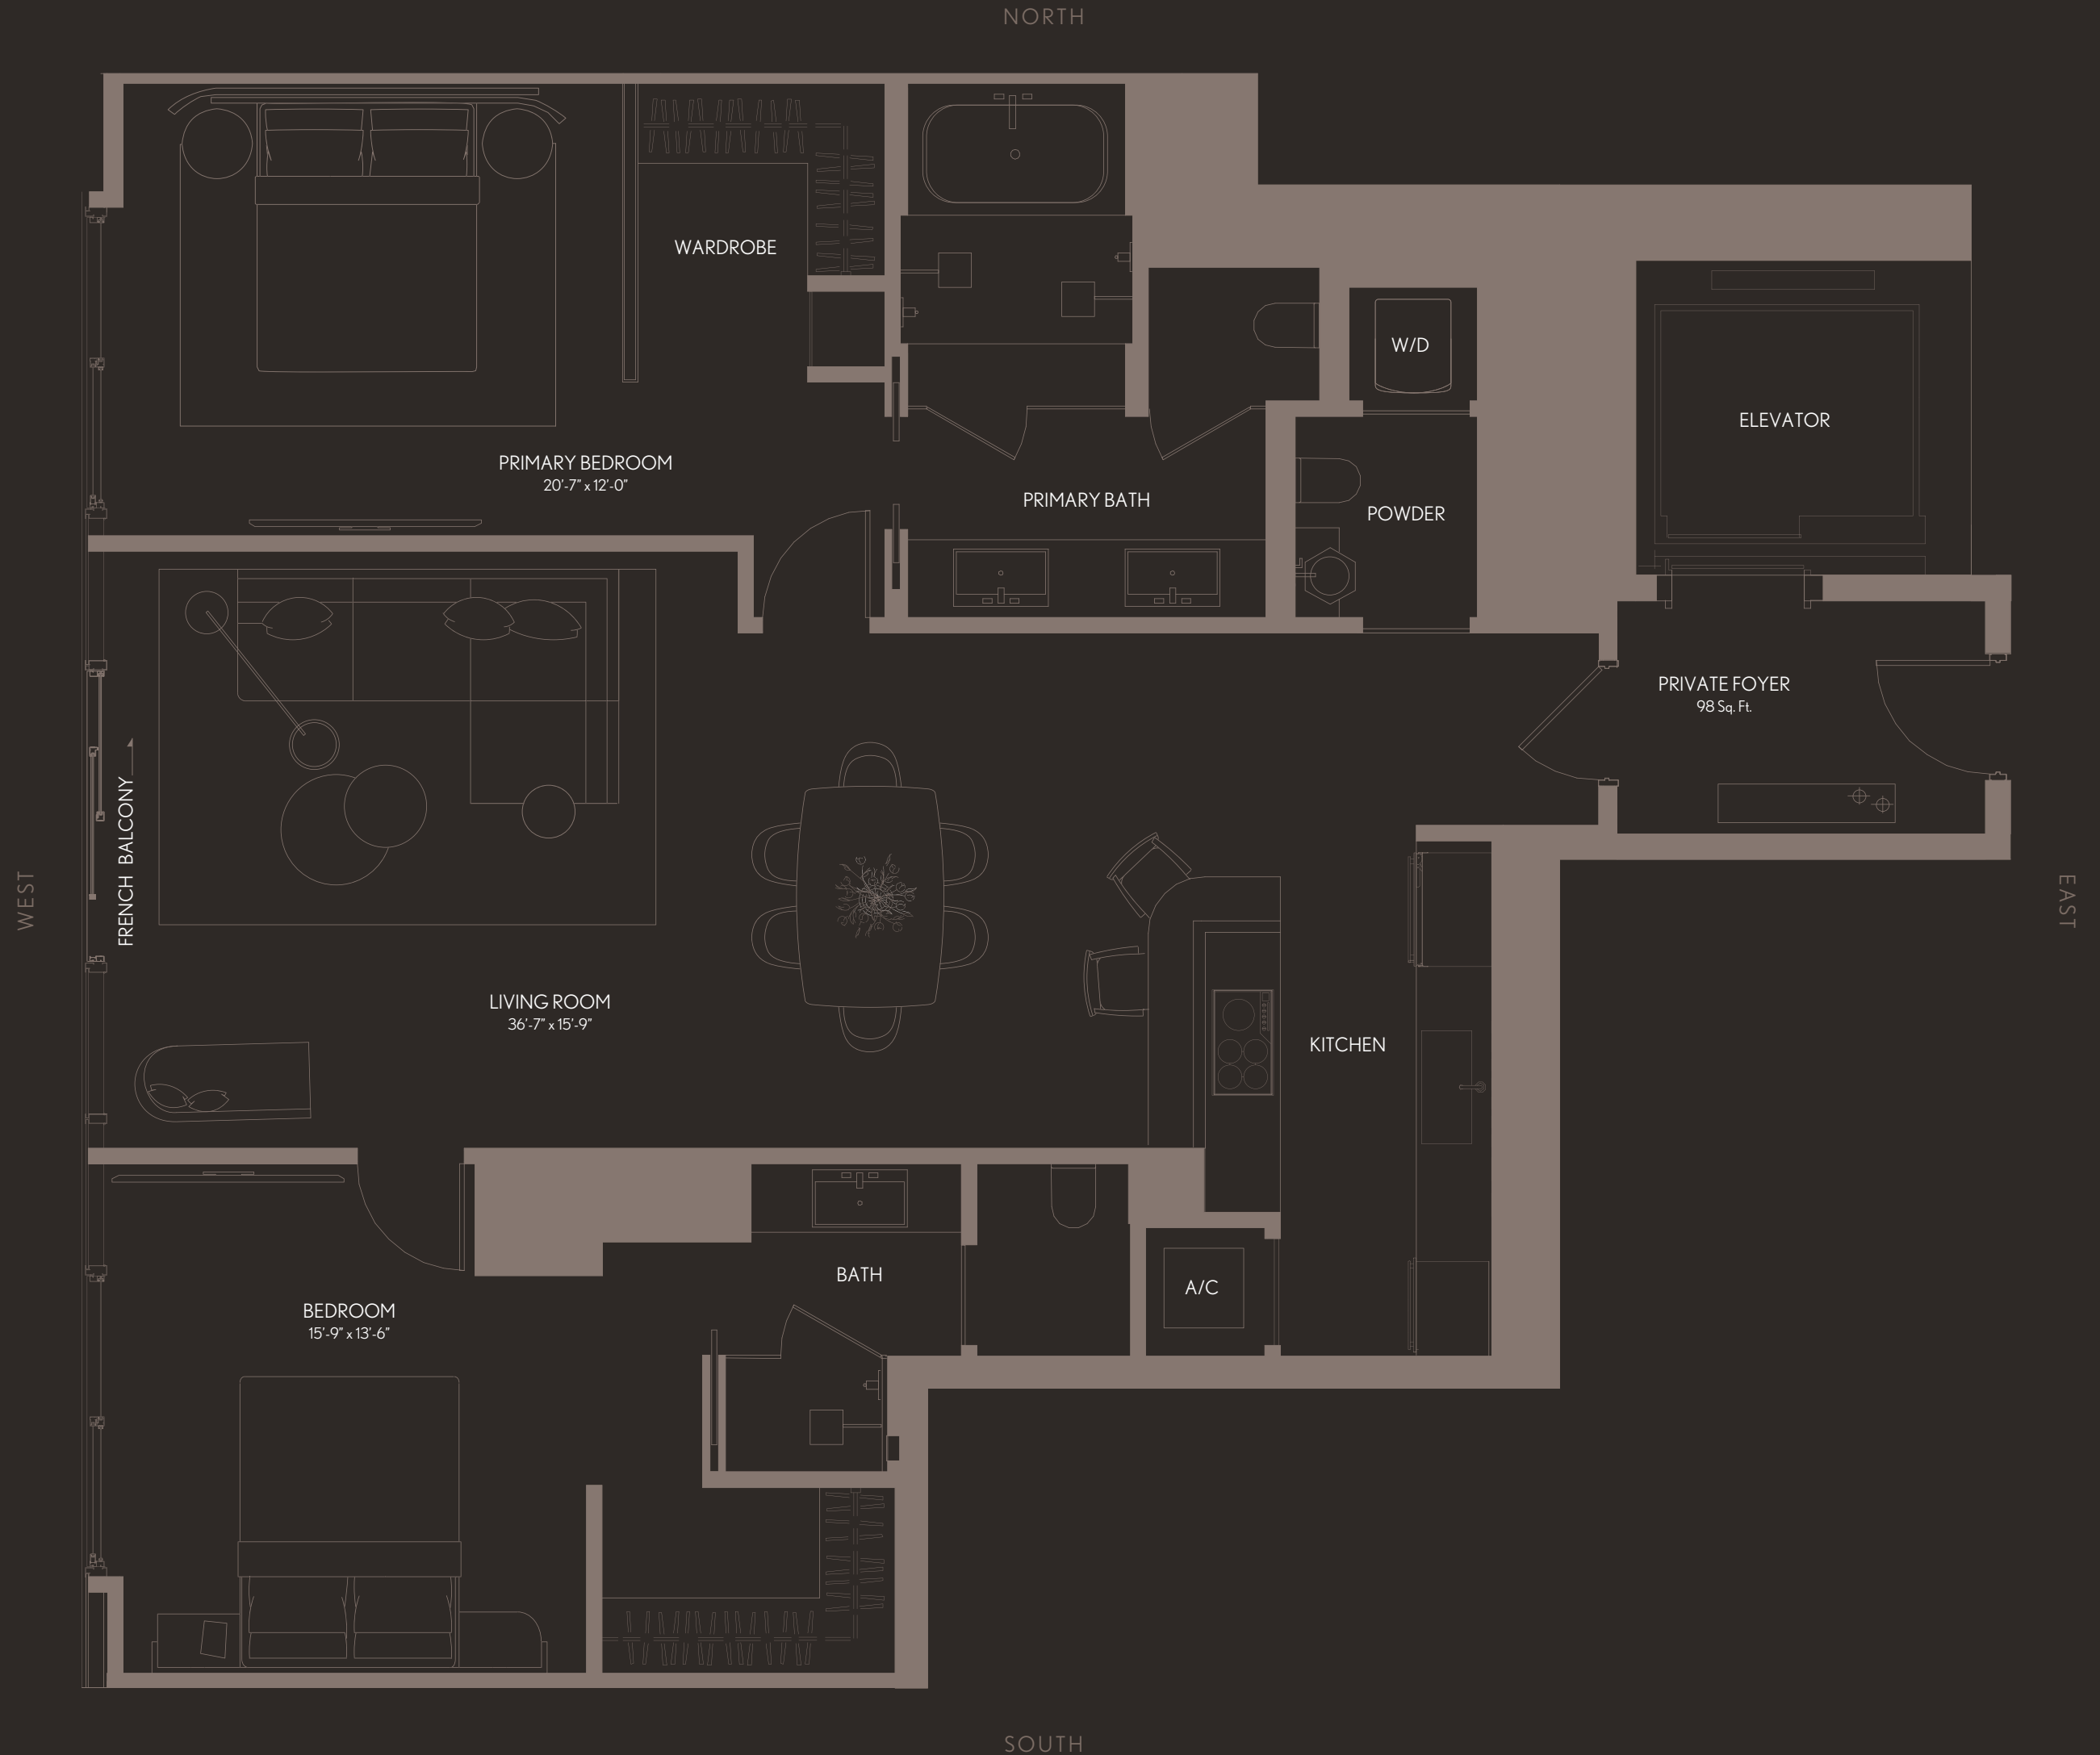 NORTH
WARDROBE
W/D
ELEVATOR
PRIMARY BEDROOM
20'-7" x 12'-0"
PRIMARY BATH
POWDER
PRIVATE FOYER
98 Sq. Ft.
FRENCH BALCONY
WEST
EAST
LIVING ROOM
36'-7" x 15'-9"
KITCHEN
BATH
A/C
BEDROOM
15'-9" x 13'-6"
SOUTH